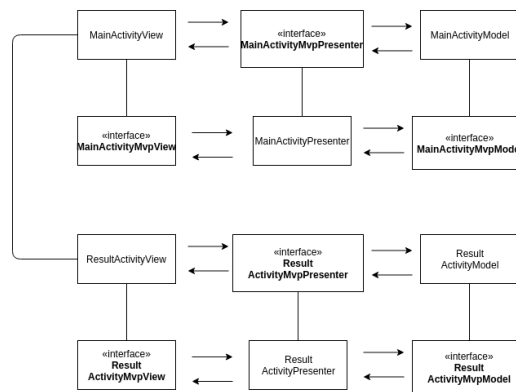 MainActivityView
«interface»
MainActivityMvpPresenter
MainActivityModel
«interface»
MainActivityMvpView
MainActivityPresenter
«interface»
MainActivityMvpModel
ResultActivityView
«interface»
Result
ActivityMvpPresenter
Result
ActivityModel
«interface»
Result
ActivityMvpView
Result
ActivityPresenter
«interface»
Result
ActivityMvpModel